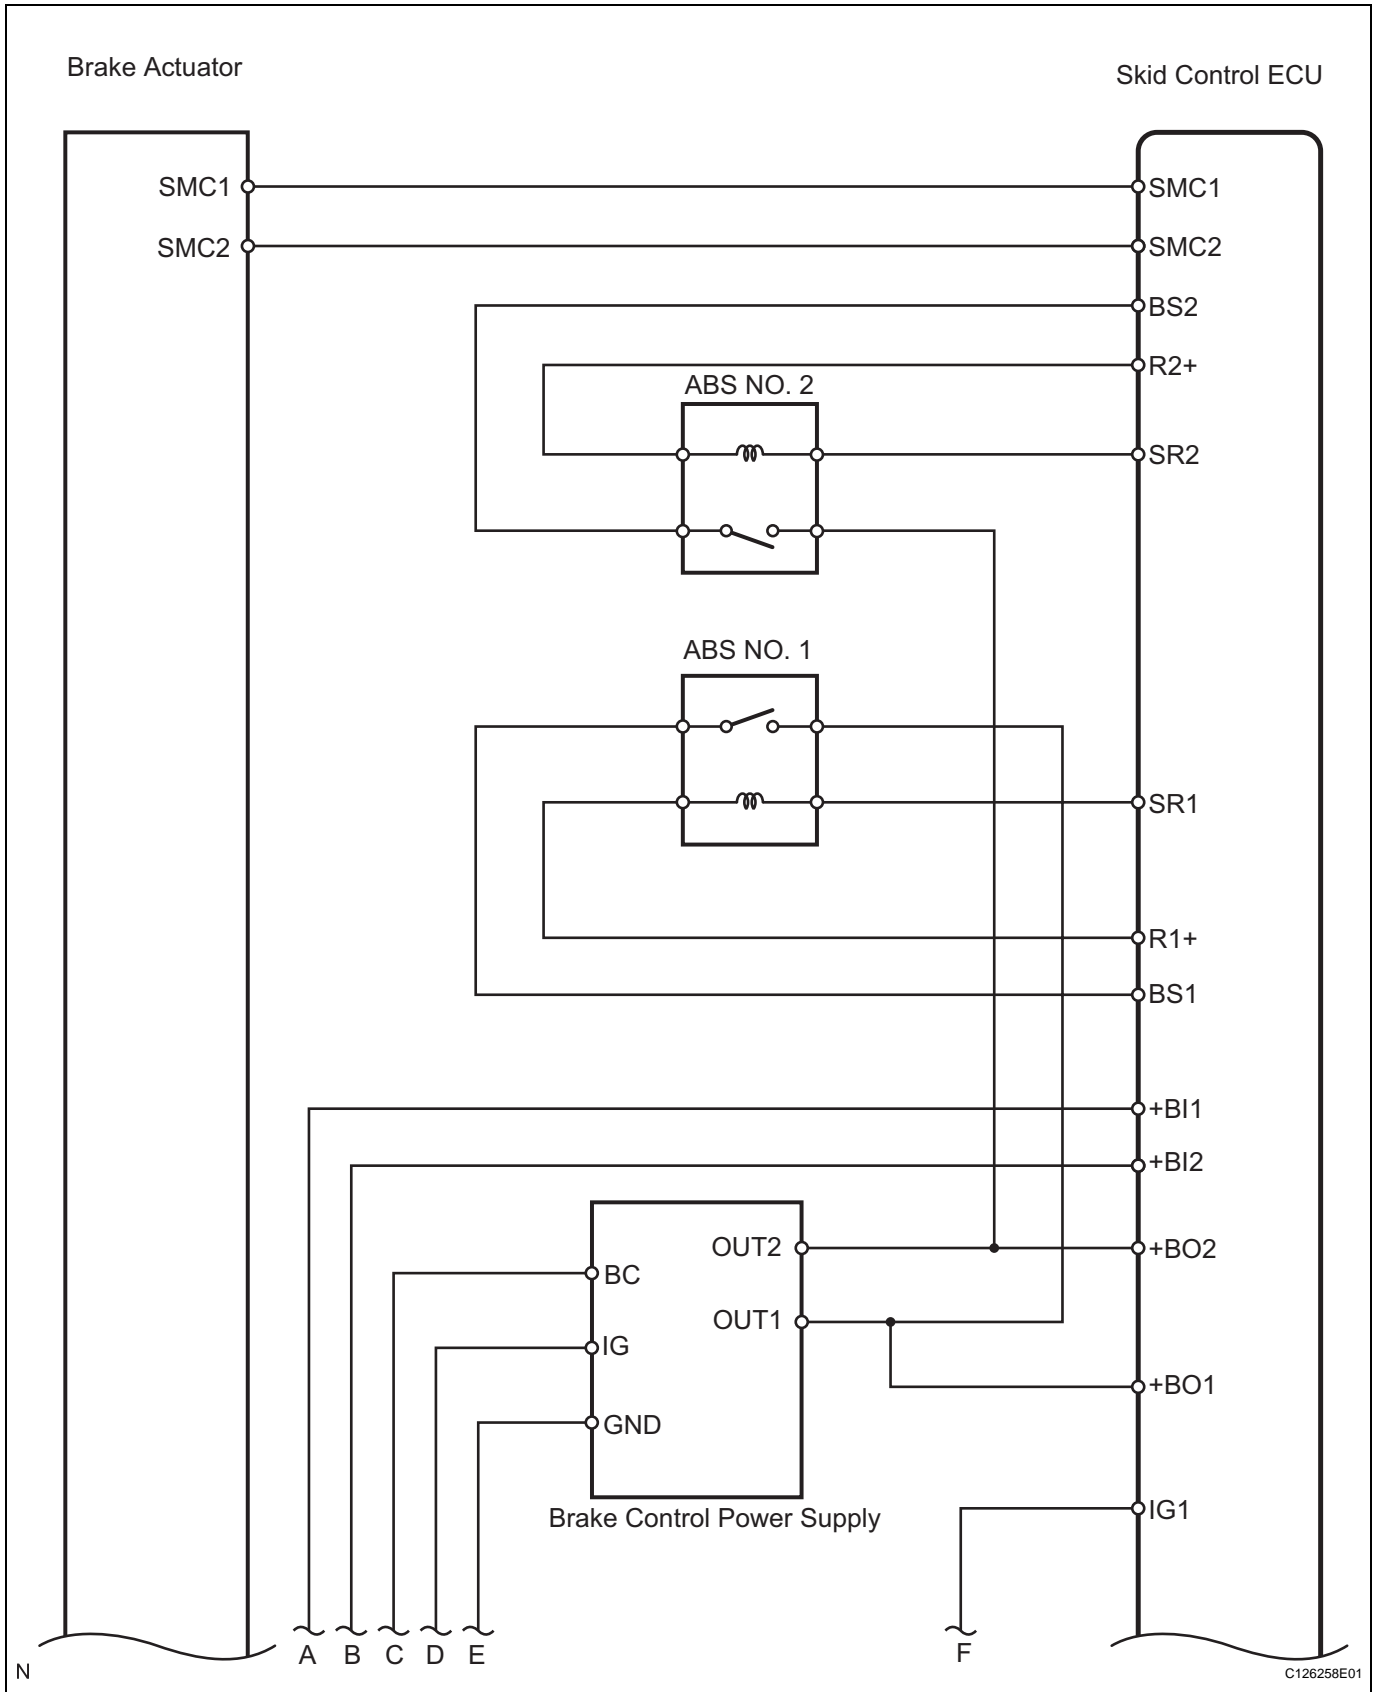 Brake Actuator
Skid Control ECU
SMC1
SMC1
SMC2
SMC2
BS2
R2+
ABS NO. 2
SR2
ABS NO. 1
SR1
R1+
BS1
+BI1
+BI2
OUT2
+BO2
BC
OUT1
IG
+BO1
GND
IG1
Brake Control Power Supply
A B C D E F
N
C126258E01